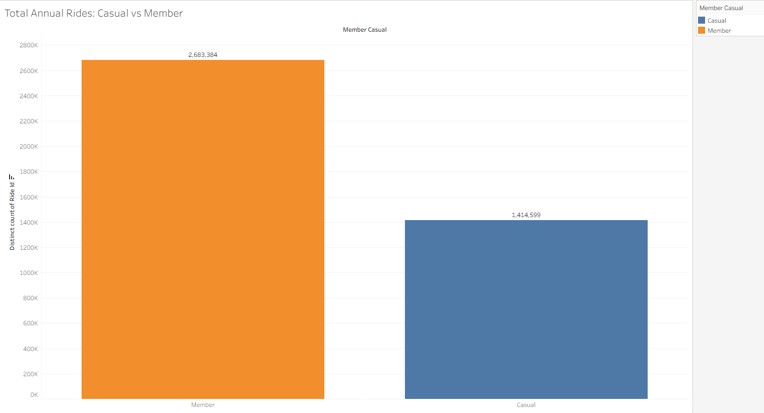 Total Annual Rides: Casual vs Member
Member Casual
2800K
2600K
2400K
2200K
2000K
1800K
1600K
1400K
1200K
1000K
800K
600K
400K
200K
0K
Distinct count of Ride Id
2,683,384
1,414,599
Member
Casual
Member Casual
Casual
Member